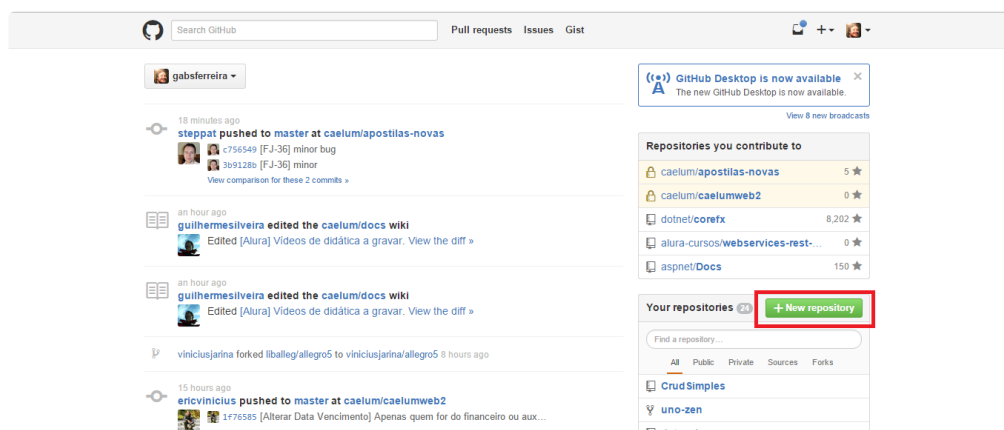 Search GitHub
Pull requests Issues Gist
gabsferreira
18 minutes ago
steppat pushed to master at caelum/apostilas-novas
c756549 [FJ-36] minor bug
3b9128b [FJ-36] minor
View comparison for these 2 commits »
an hour ago
guilhermesilveira edited the caelum/docs wiki
Edited [Alura] Vídeos de didática a gravar. View the diff »
an hour ago
guilhermesilveira edited the caelum/docs wiki
Edited [Alura] Vídeos de didática a gravar. View the diff »
viniciusjarina forked liballeg/allegro5 to viniciusjarina/allegro5 8 hours ago
15 hours ago
ericvinicius pushed to master at caelum/caelumweb2
1f76585 [Alterar Data Vencimento] Apenas quem for do financeiro ou aux...
GitHub Desktop is now available
The new GitHub Desktop is now available.
View 8 new broadcasts
Repositories you contribute to
caelum/apostilas-novas 5
caelum/caelumweb2 0
dotnet/corefx 8,202
alura-cursos/webservices-rest-... 0
aspnet/Docs 150
Your repositories 24 + New repository
Find a repository...
All Public Private Sources Forks
CrudSimples
uno-zen